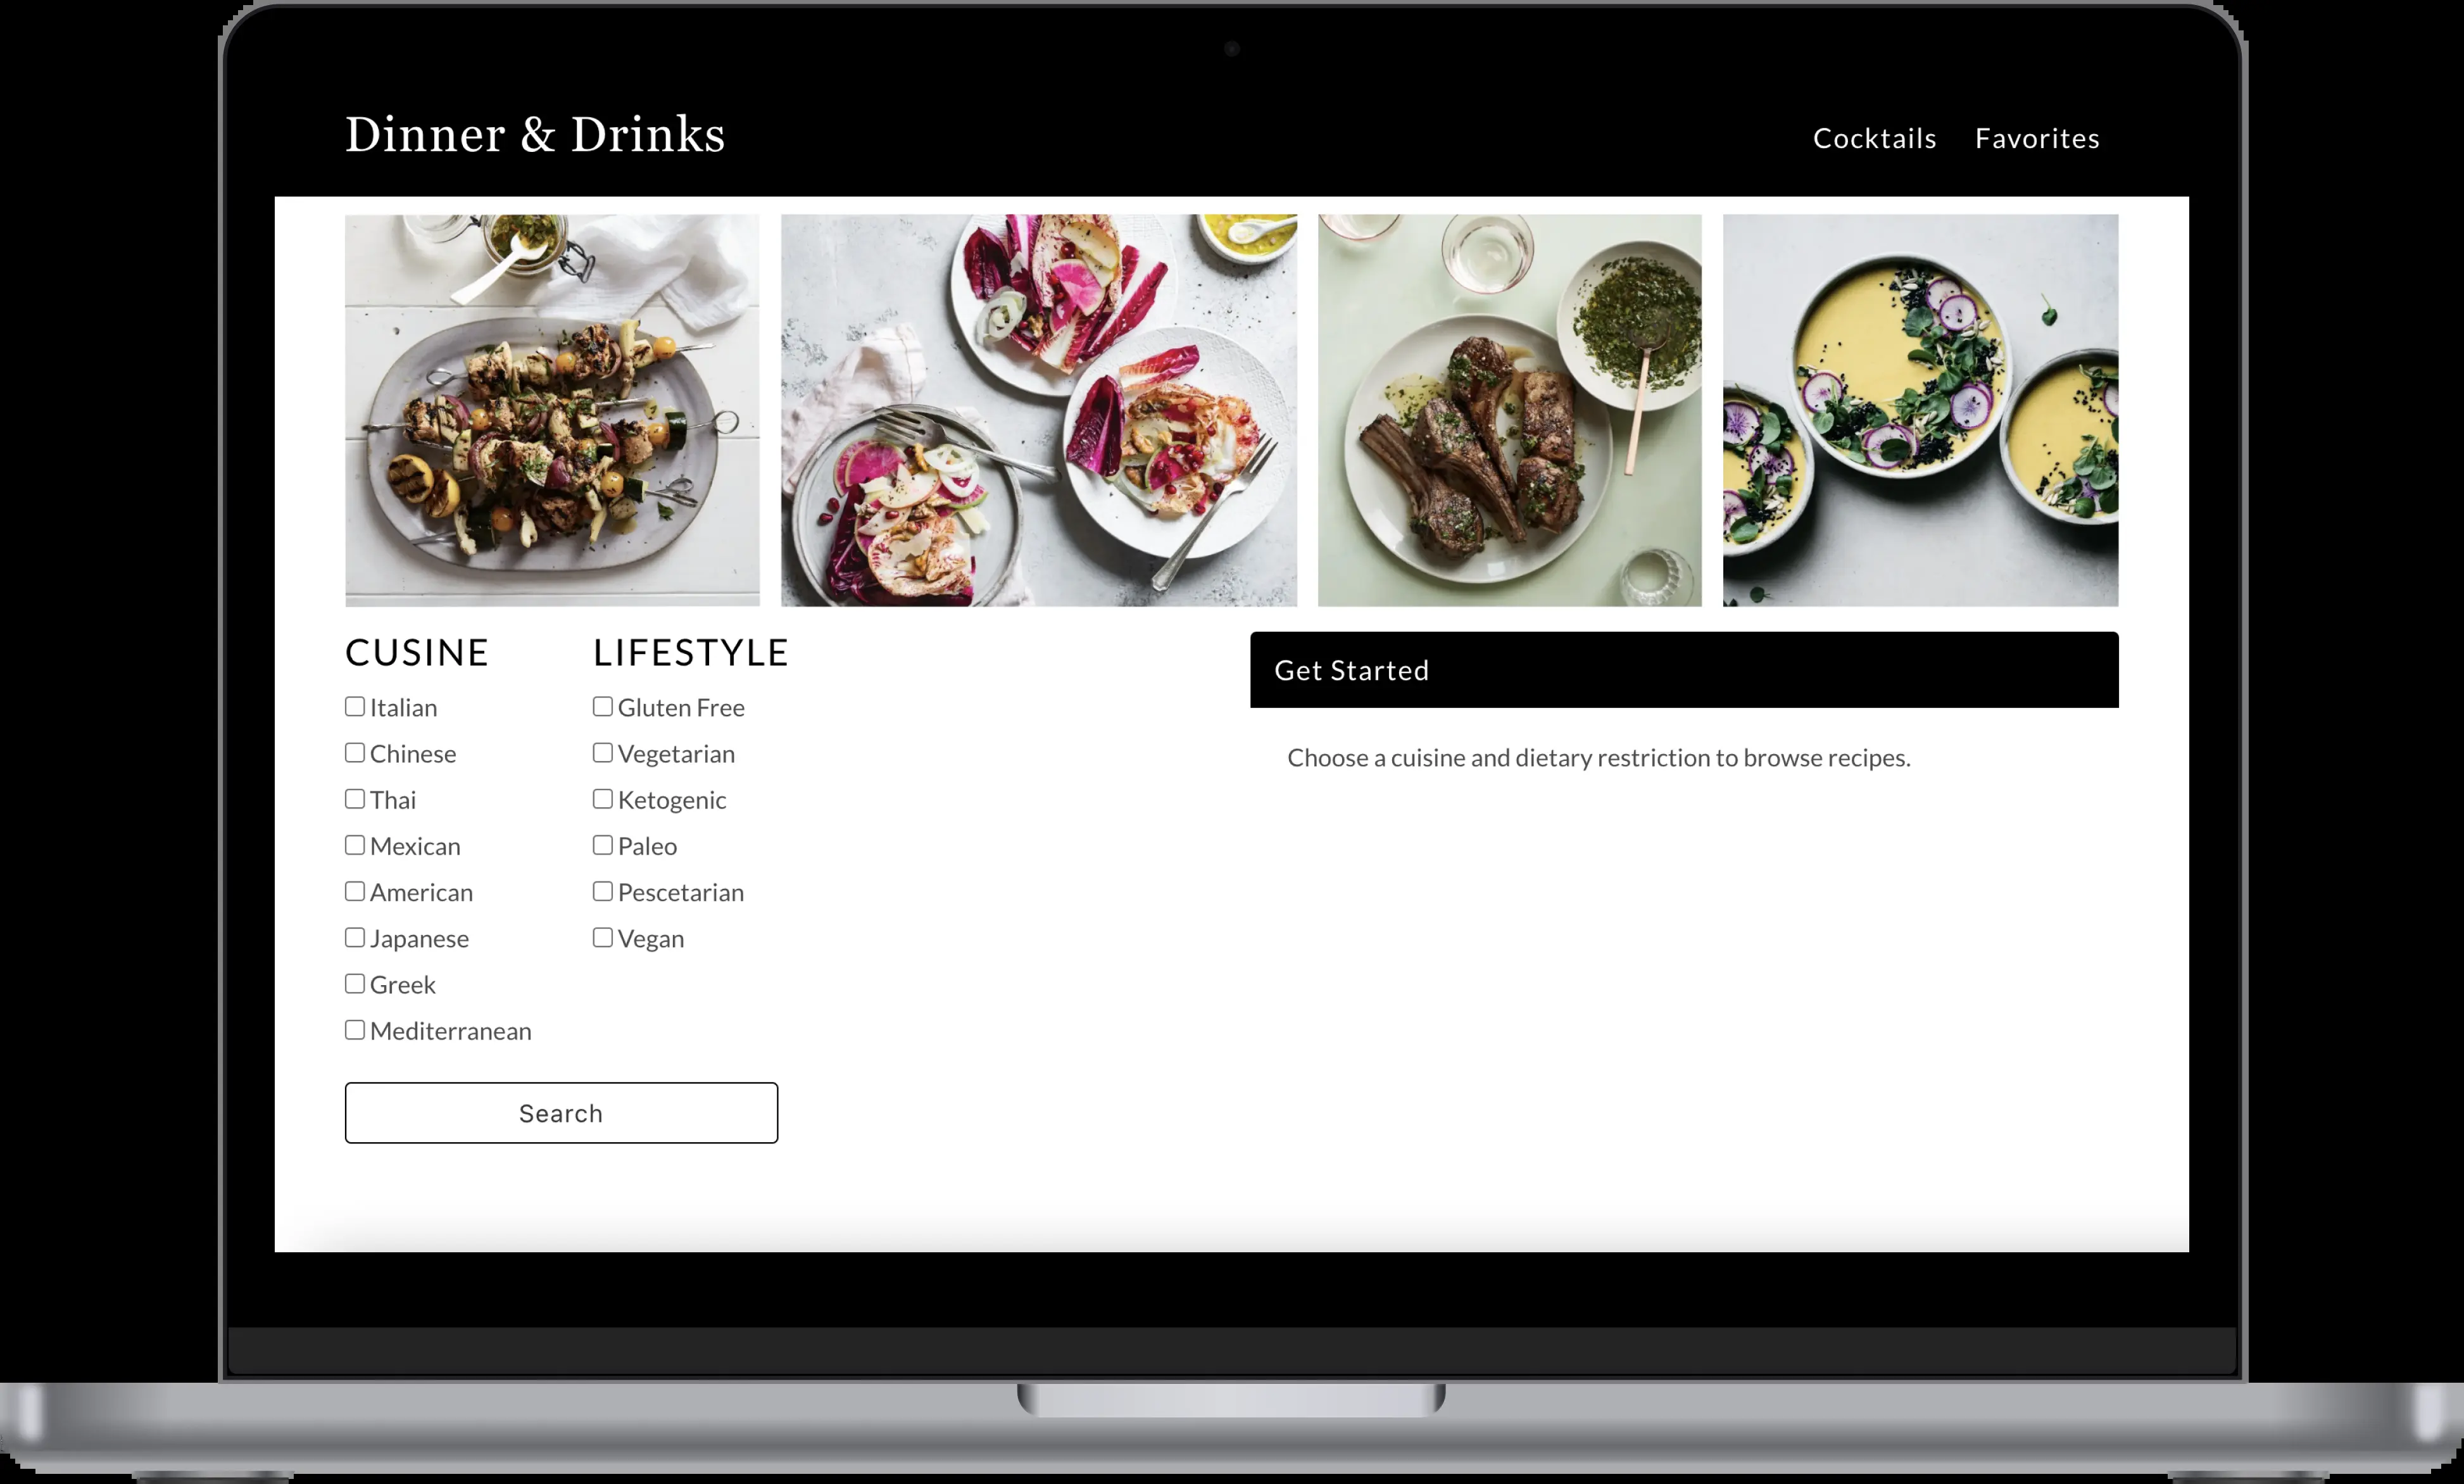 Dinner & Drinks
Cocktails
Favorites
CUSINE
Italian
Chinese
Thai
Mexican
American
Japanese
Greek
Mediterranean
LIFESTYLE
Gluten Free
Vegetarian
Ketogenic
Paleo
Pescetarian
Vegan
Search
Get Started
Choose a cuisine and dietary restriction to browse recipes.